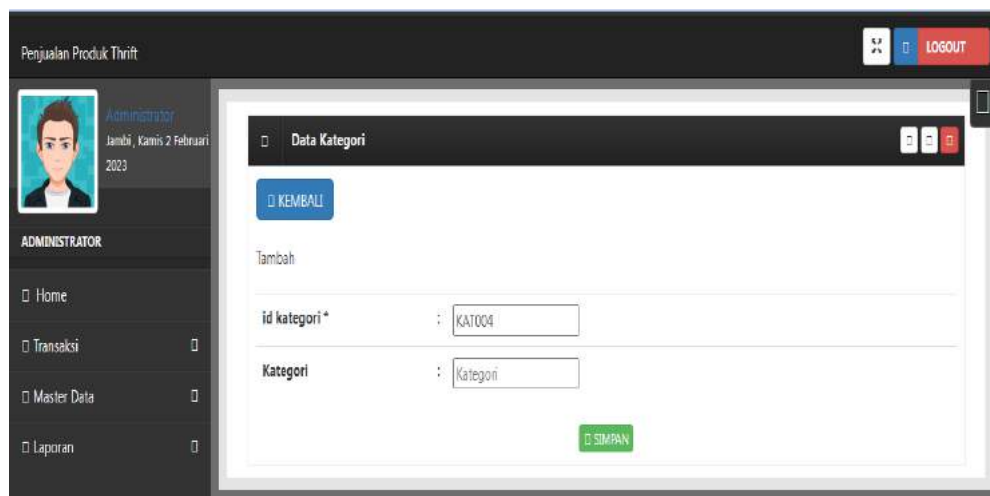 Penjualan Produk Thrift
LOGOUT
Administrator
Jambi , Kamis 2 Februari
2023
ADMINISTRATOR
Home
Transaksi
Master Data
Laporan
Data Kategori
KEMBALI
Tambah
id kategori * : KAT004
Kategori : Kategori
SIMPAN